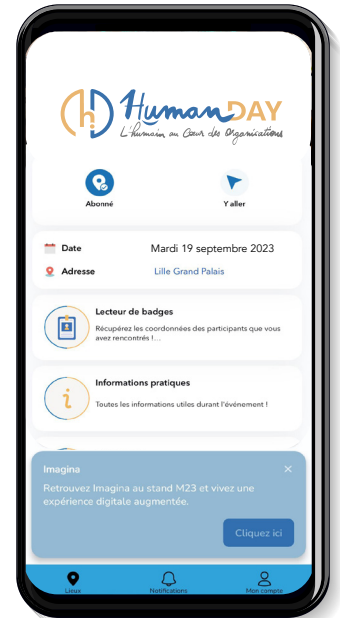 Human DAY
L'humain au Cœur des Organisations
Abonné
Y aller
Date
Mardi 19 septembre 2023
Adresse
Lille Grand Palais
Lecteur de badges
Récupérez les coordonnées des participants que vous
avez rencontrés !...
Informations pratiques
Toutes les informations utiles durant l'événement !
Imagina
Retrouvez Imagina au stand M23 et vivez une
expérience digitale augmentée.
Cliquez ici
Lieux
Notifications
Mon compte